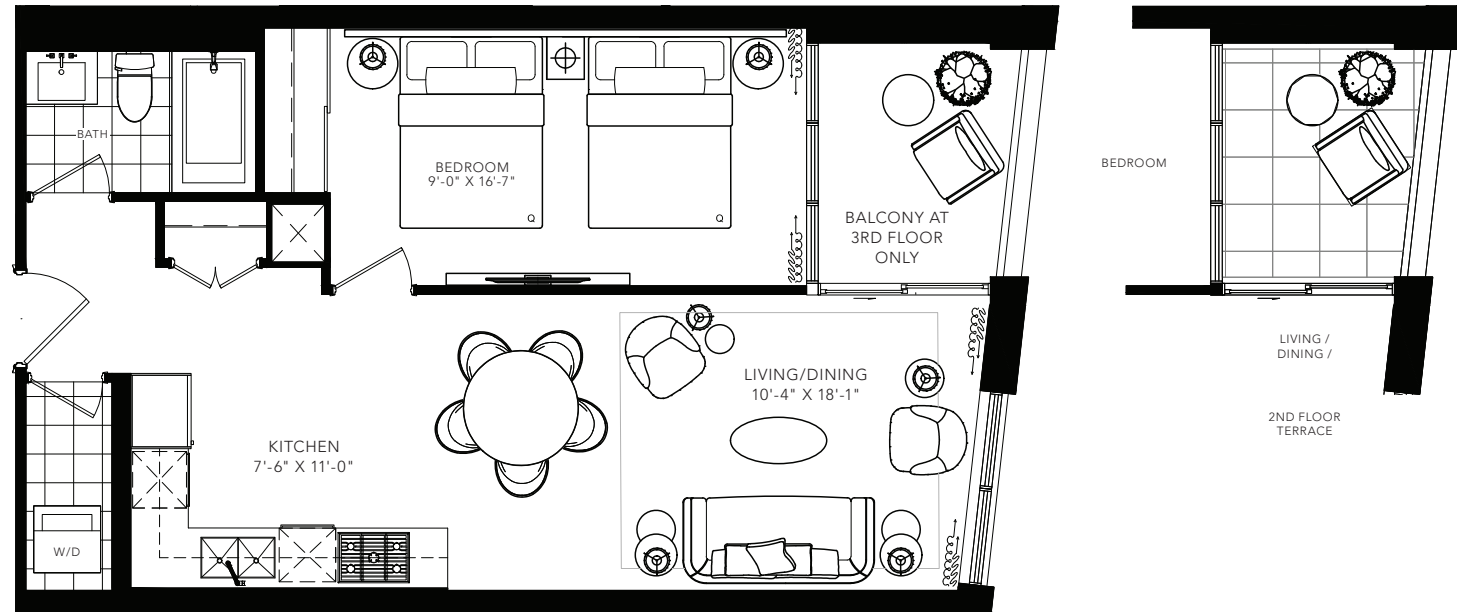 BATH
BEDROOM
9'-0" X 16'-7"
Q
Q
BALCONY AT
3RD FLOOR
ONLY
BEDROOM
LIVING/DINING
10'-4" X 18'-1"
LIVING /
DINING /
2ND FLOOR
TERRACE
KITCHEN
7'-6" X 11'-0"
W/D